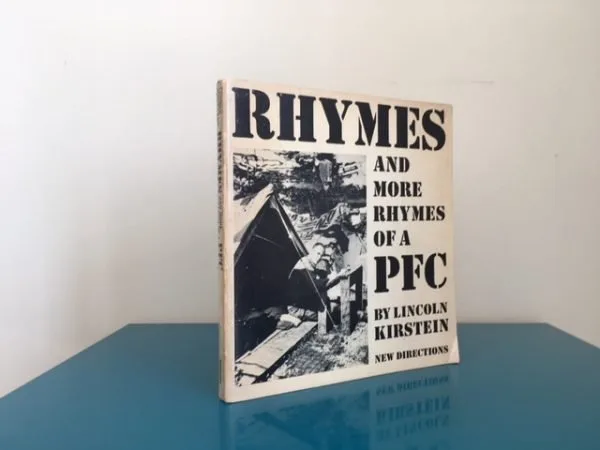 RHYMES
AND
MORE
RHYMES
OF A
PFC
BY LINCOLN
KIRSTEIN
NEW DIRECTIONS